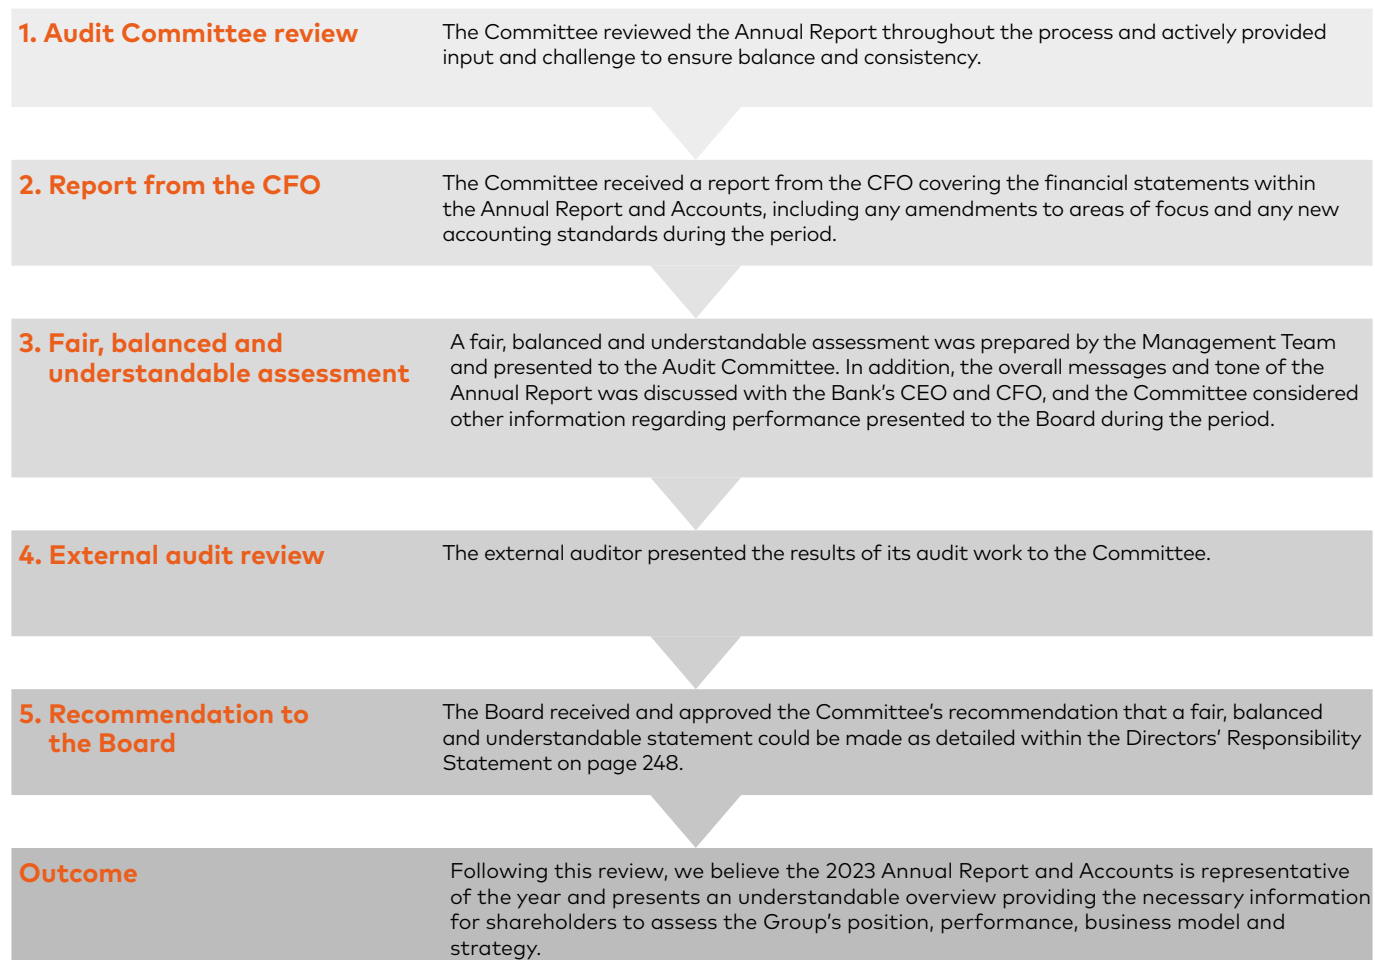 1. Audit Committee review
The Committee reviewed the Annual Report throughout the process and actively provided
input and challenge to ensure balance and consistency.
2. Report from the CFO
The Committee received a report from the CFO covering the financial statements within
the Annual Report and Accounts, including any amendments to areas of focus and any new
accounting standards during the period.
3. Fair, balanced and
understandable assessment
A fair, balanced and understandable assessment was prepared by the Management Team
and presented to the Audit Committee. In addition, the overall messages and tone of the
Annual Report was discussed with the Bank’s CEO and CFO, and the Committee considered
other information regarding performance presented to the Board during the period.
4. External audit review
The external auditor presented the results of its audit work to the Committee.
5. Recommendation to
the Board
The Board received and approved the Committee’s recommendation that a fair, balanced
and understandable statement could be made as detailed within the Directors’ Responsibility
Statement on page 248.
Outcome
Following this review, we believe the 2023 Annual Report and Accounts is representative
of the year and presents an understandable overview providing the necessary information
for shareholders to assess the Group’s position, performance, business model and
strategy.